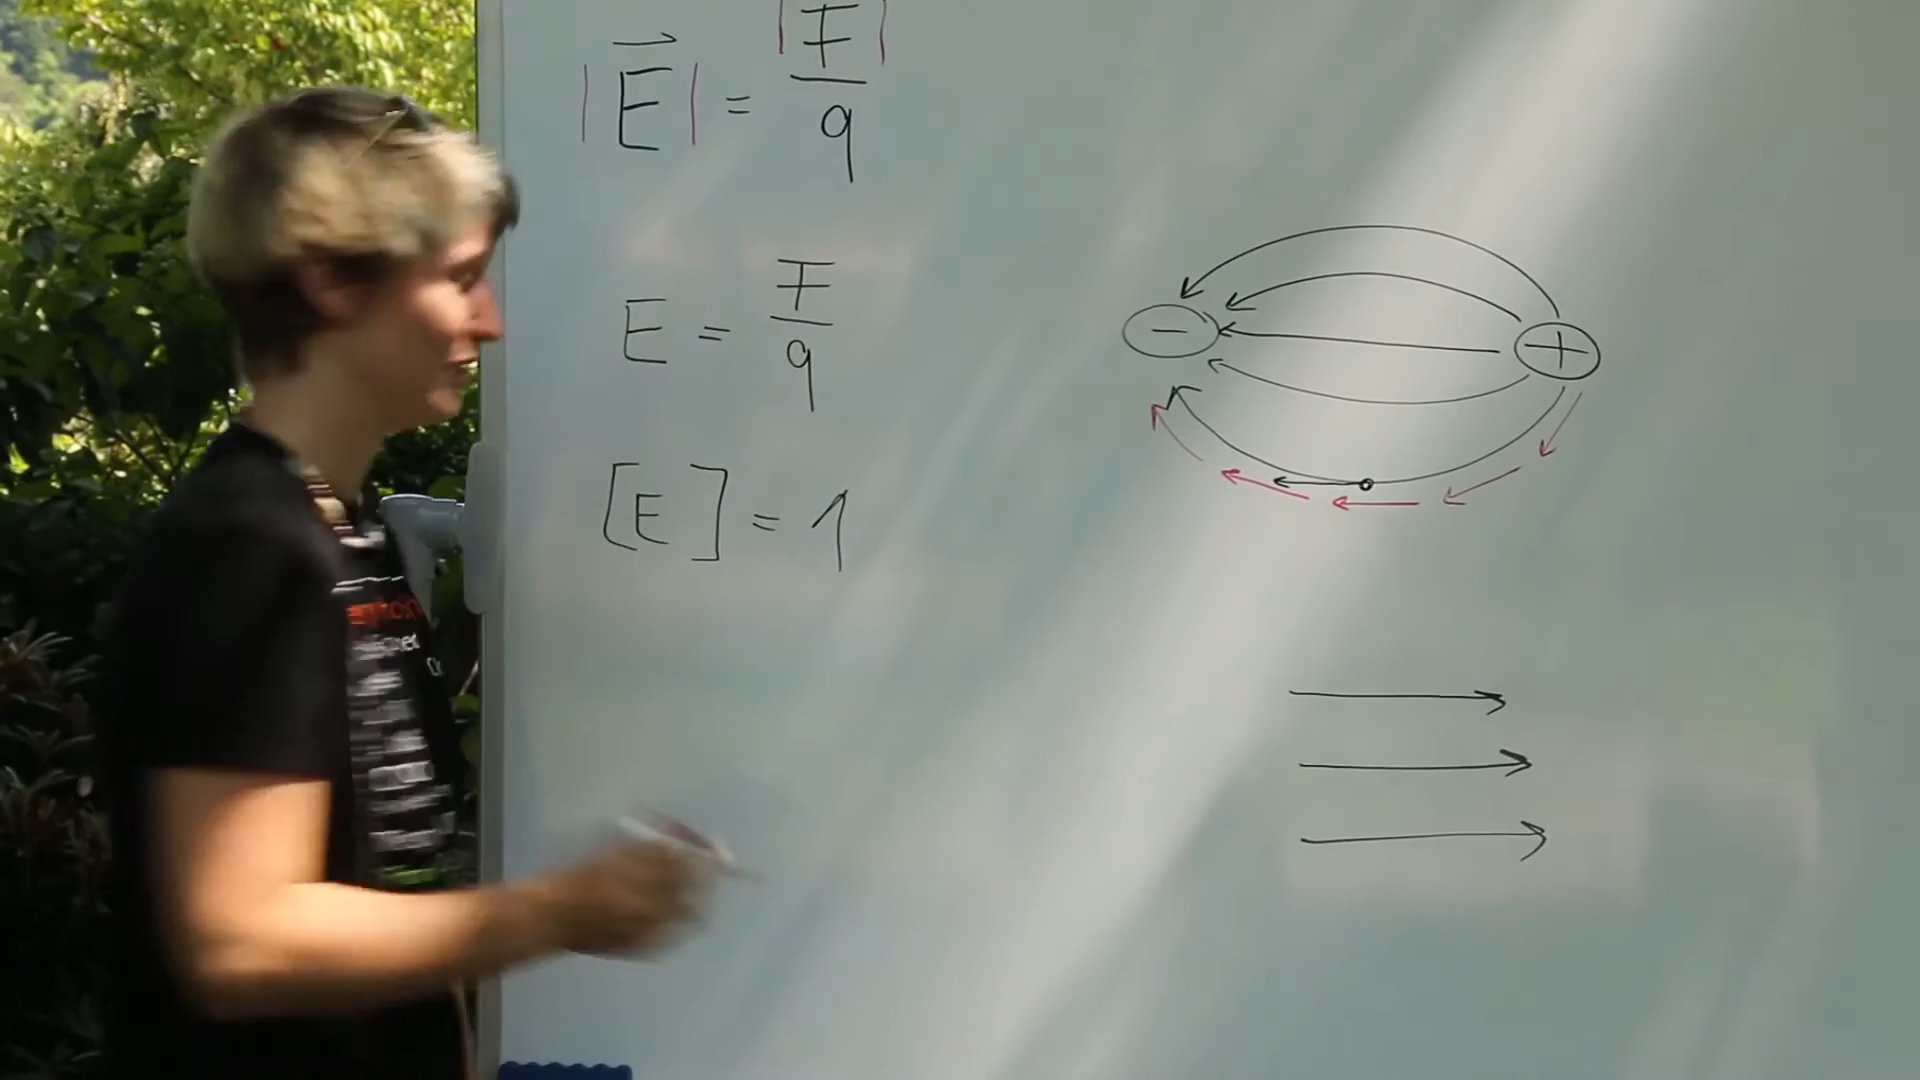 |E| = |F| / q
E = F / q
[E] = 1
-
+